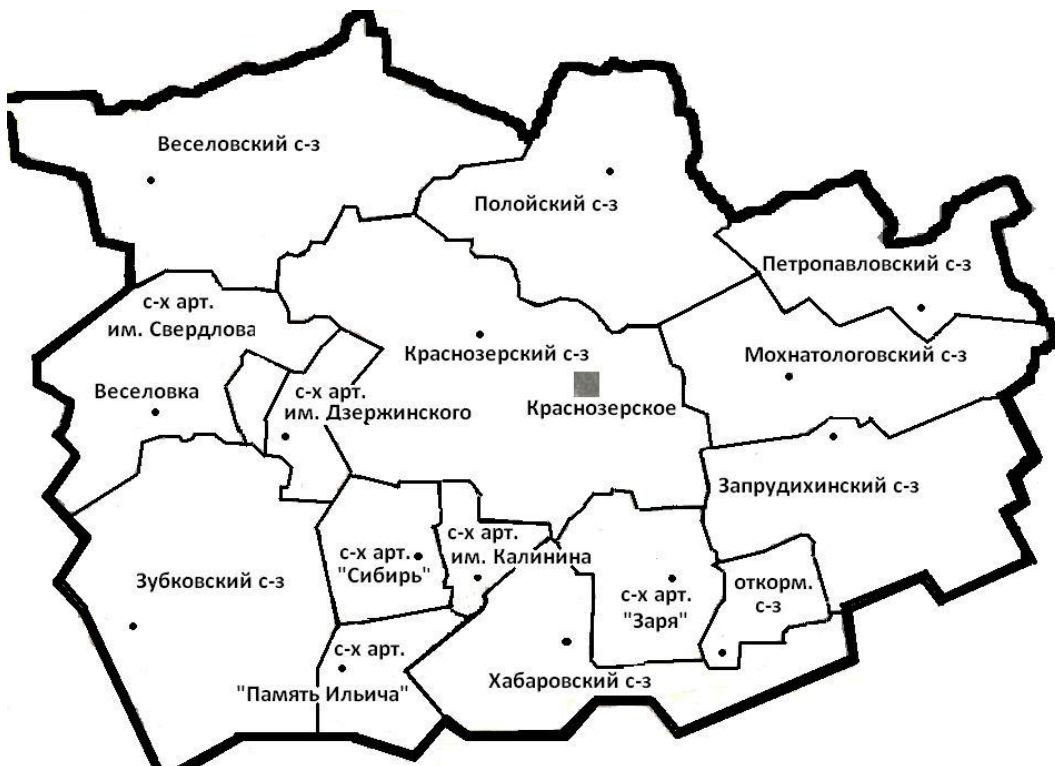 Веселовский с-з
Полойский с-з
Петропавловский с-з
с-х арт.
им. Свердлова
Краснозерский с-з
Мохнатологовский с-з
Веселовка
с-х арт.
им. Дзержинского
Краснозерское
Запрудихинский с-з
с-х арт.
"Сибирь"
с-х арт.
им. Калинина
Зубковский с-з
с-х арт.
"Заря"
откорм.
с-з
с-х арт.
"Память Ильича"
Хабаровский с-з